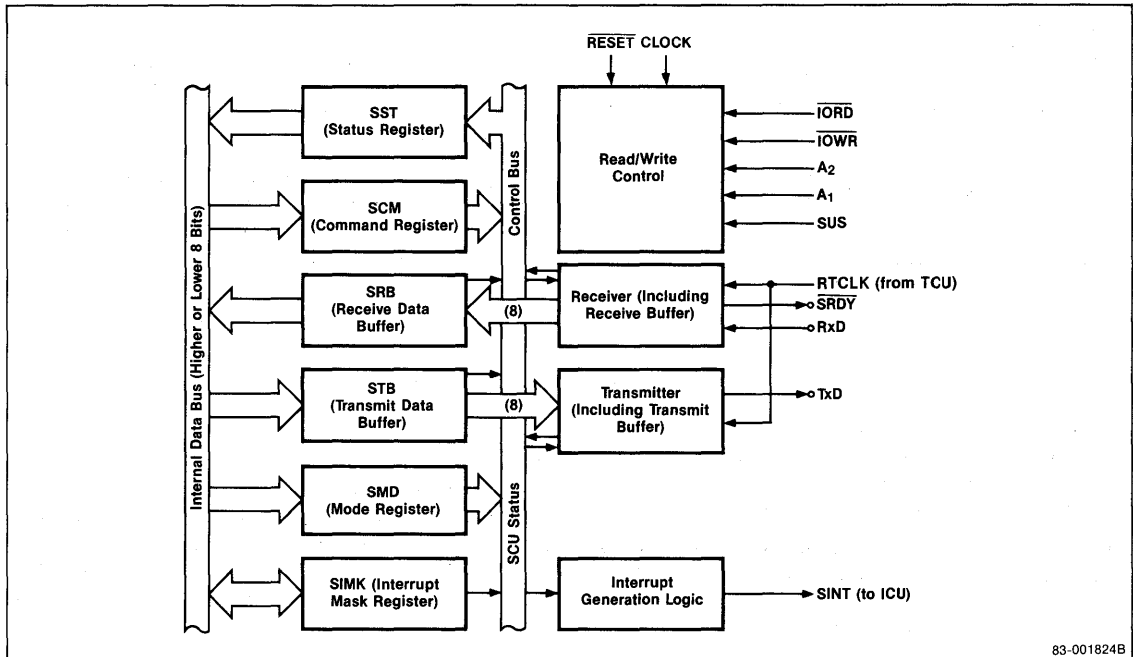 RESET CLOCK
SST
(Status Register)
SCM
(Command Register)
SRB
(Receive Data
Buffer)
STB
(Transmit Data
Buffer)
SMD
(Mode Register)
SIMK (Interrupt
Mask Register)
Internal Data Bus (Higher or Lower 8 Bits)
Control Bus
SCU Status
(8)
(8)
Read/Write
Control
Receiver (Including
Receive Buffer)
Transmitter
(Including Transmit
Buffer)
Interrupt
Generation Logic
IORD
IOWR
A2
A1
SUS
RTCLK (from TCU)
SRDY
RxD
TxD
SINT (to ICU)
83-001824B